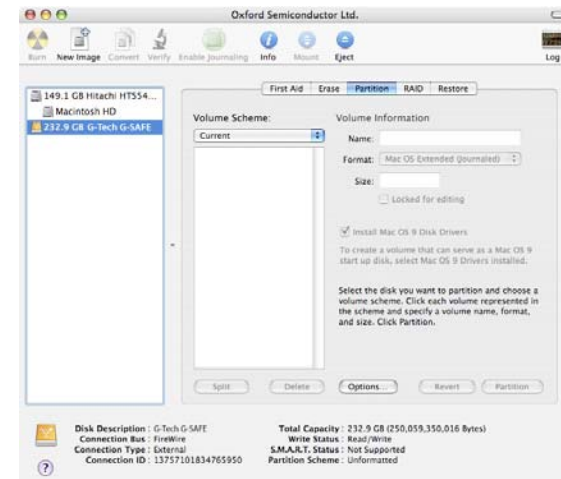 Oxford Semiconductor Ltd.
Burn New Image Convert Verify Enable Journaling Info Mount Eject Log
First Aid Erase Partition RAID Restore
149.1 GB Hitachi HTS54...
Macintosh HD
232.9 GB G-Tech G-SAFE
Volume Scheme:
Current
Volume Information
Name:
Format: Mac OS Extended (Journaled)
Size:
Locked for editing
Install Mac OS 9 Disk Drivers
To create a volume that can serve as a Mac OS 9
start up disk, select Mac OS 9 Drivers installed.
Select the disk you want to partition and choose a
volume scheme. Click each volume represented in
the scheme and specify a volume name, format,
and size. Click Partition.
Split Delete Options... Revert Partition
Disk Description : G-Tech G-SAFE
Connection Bus : FireWire
Connection Type : External
Connection ID : 13757101834765950
Total Capacity : 232.9 GB (250,059,350,016 Bytes)
Write Status : Read/Write
S.M.A.R.T. Status : Not Supported
Partition Scheme : Unformatted
?